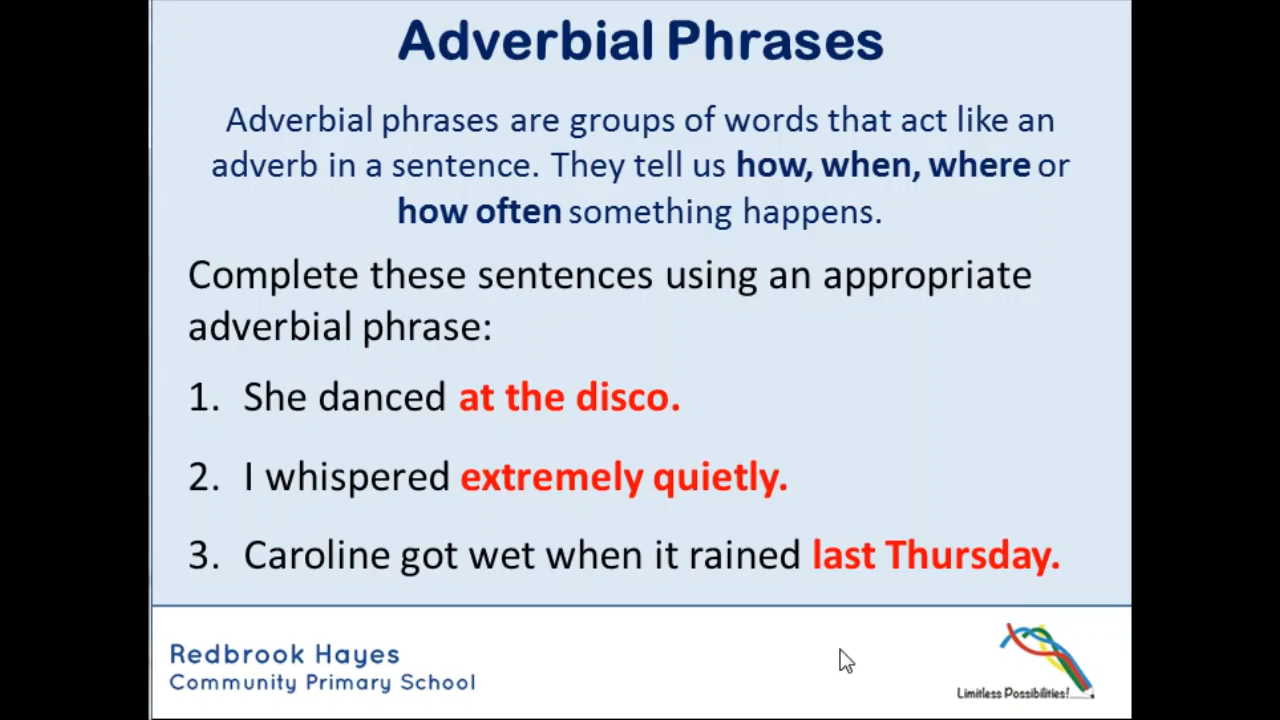 Adverbial Phrases
Adverbial phrases are groups of words that act like an
adverb in a sentence. They tell us how, when, where or
how often something happens.
Complete these sentences using an appropriate
adverbial phrase:
1. She danced at the disco.
2. I whispered extremely quietly.
3. Caroline got wet when it rained last Thursday.
Redbrook Hayes
Community Primary School
Limitless Possibilities!